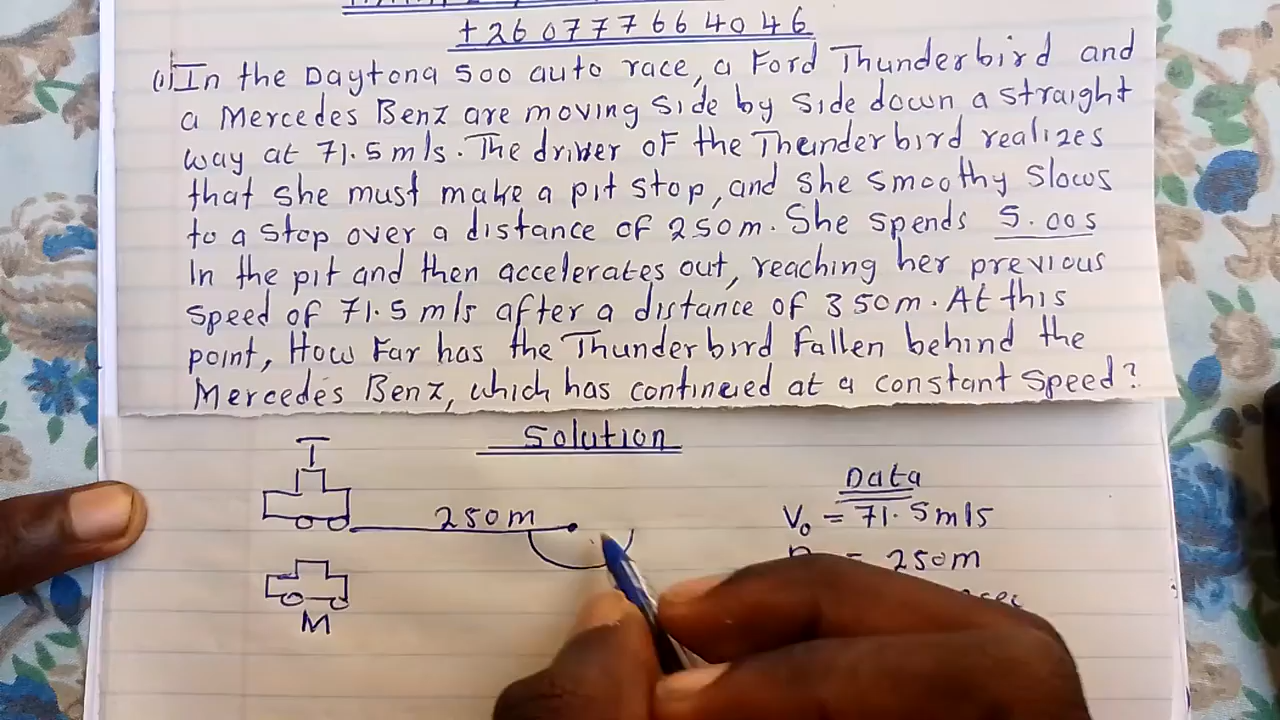 +260777664046
(1) In the Daytona 500 auto race, a Ford Thunderbird and
a Mercedes Benz are moving side by side down a straight
way at 71.5 m/s. The driver of the Thunderbird realizes
that she must make a pit stop, and she smoothy slows
to a stop over a distance of 250m. She spends 5.00s
In the pit and then accelerates out, reaching her previous
speed of 71.5 m/s after a distance of 350m. At this
point, How Far has the Thunderbird fallen behind the
Mercedes Benz, which has continued at a constant speed?
Solution
T
Data
250m
V₀ = 71.5m/s
= 250m
M